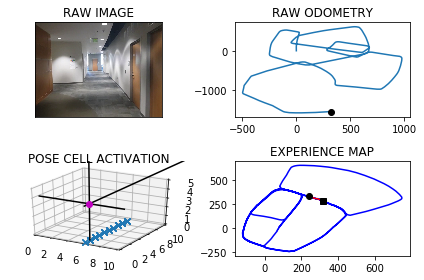 RAW IMAGE
RAW ODOMETRY
0
−1000
−500 0 500 1000
POSE CELL ACTIVATION
5
4
3
2
1
0
0 2 4 6 8 10
0 2 4 6 8 10
EXPERIENCE MAP
500
250
0
−250
0 200 400 600